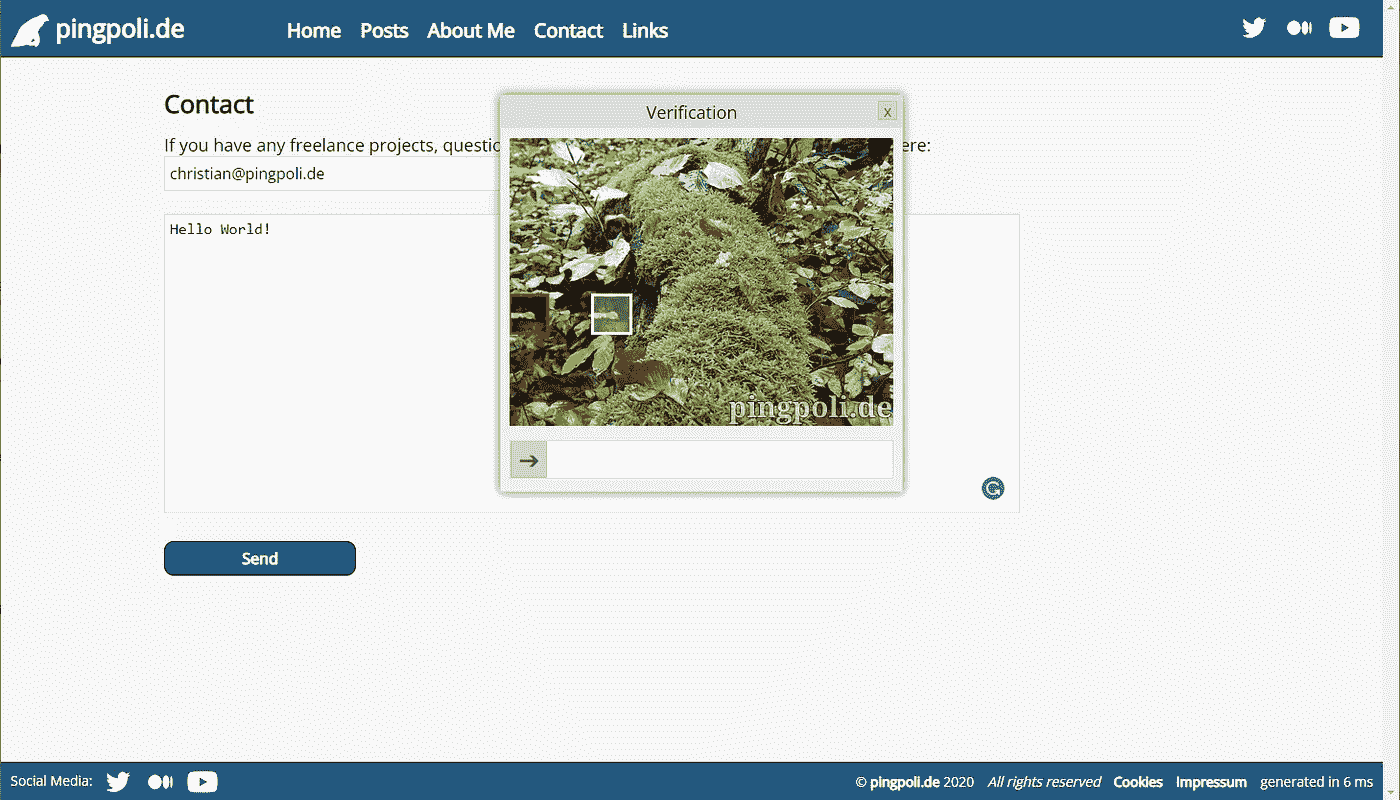 pingpoli.de Home Posts About Me Contact Links
Contact
Verification x
If you have any freelance projects, questio ere:
christian@pingpoli.de
Hello World!
pingpoli.de
Send
Social Media: © pingpoli.de 2020 All rights reserved Cookies Impressum generated in 6 ms